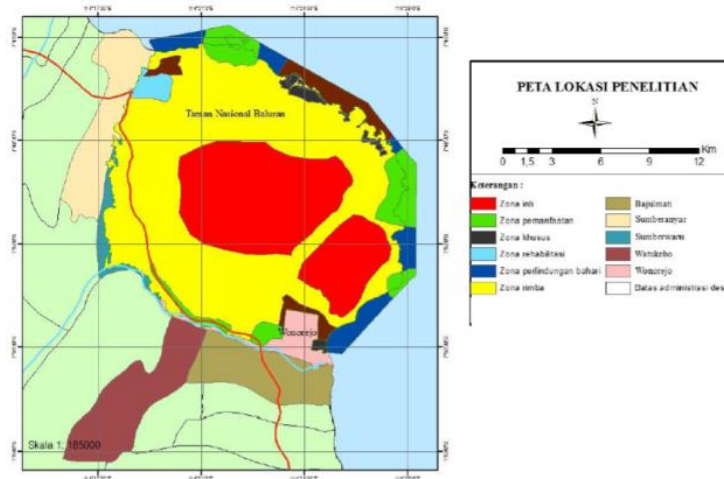 Taman Nasional Baluran
Wonorejo
Skala 1: 185000
PETA LOKASI PENELITIAN
N
Km
0 1,5 3 6 9 12
Keterangan :
Zona inti
Zona pemanfaatan
Zona khusus
Zona rehabilitasi
Zona perlindungan bahari
Zona rimba
Bajulmati
Sumberanyar
Sumberwaru
Watukebo
Wonorejo
Batas administrasi des